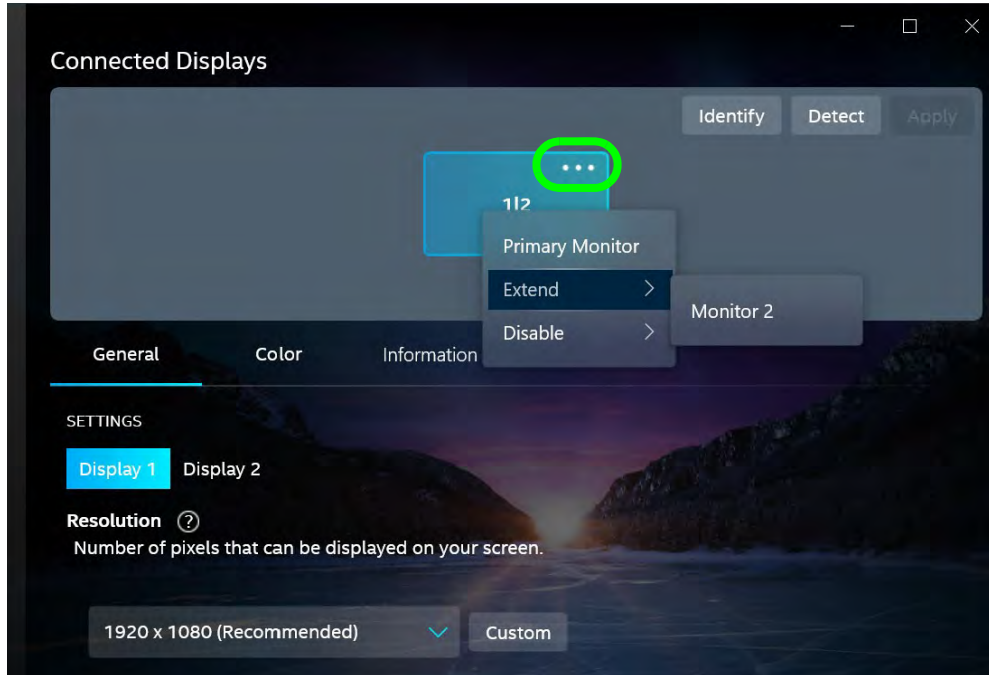 Connected Displays
Identify Detect Apply
1|2
Primary Monitor
Extend
Monitor 2
Disable
General Color Information
SETTINGS
Display 1 Display 2
Resolution ?
Number of pixels that can be displayed on your screen.
1920 x 1080 (Recommended) Custom